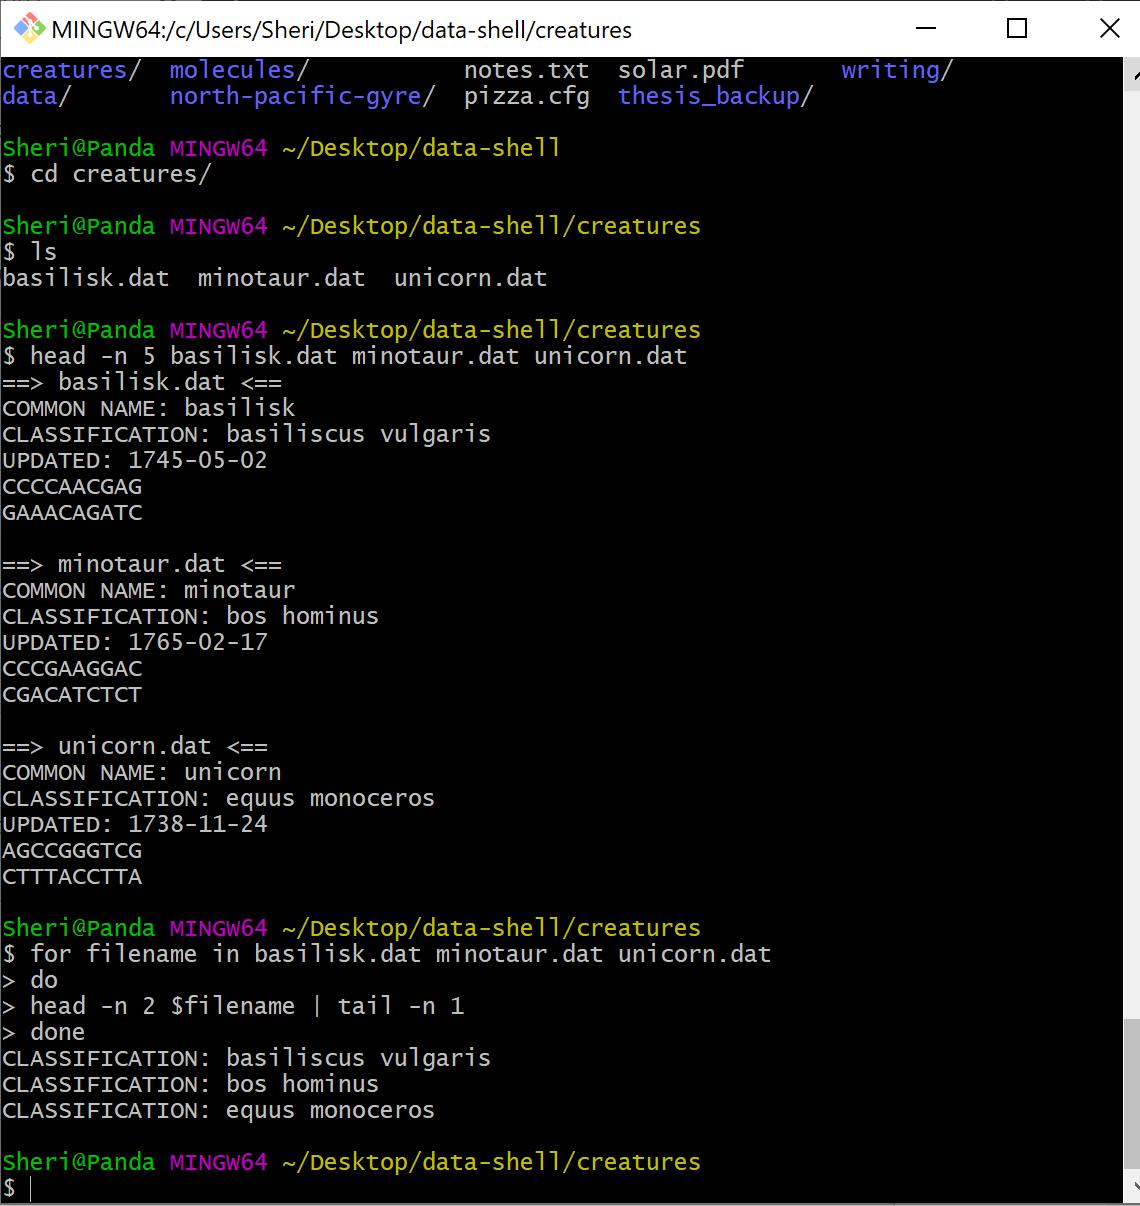 MINGW64:/c/Users/Sheri/Desktop/data-shell/creatures
creatures/  molecules/           notes.txt  solar.pdf       writing/
data/       north-pacific-gyre/  pizza.cfg  thesis_backup/
Sheri@Panda MINGW64 ~/Desktop/data-shell
$ cd creatures/
Sheri@Panda MINGW64 ~/Desktop/data-shell/creatures
$ ls
basilisk.dat  minotaur.dat  unicorn.dat
Sheri@Panda MINGW64 ~/Desktop/data-shell/creatures
$ head -n 5 basilisk.dat minotaur.dat unicorn.dat
==> basilisk.dat <==
COMMON NAME: basilisk
CLASSIFICATION: basiliscus vulgaris
UPDATED: 1745-05-02
CCCCAACGAG
GAAACAGATC
==> minotaur.dat <==
COMMON NAME: minotaur
CLASSIFICATION: bos hominus
UPDATED: 1765-02-17
CCCGAAGGAC
CGACATCTCT
==> unicorn.dat <==
COMMON NAME: unicorn
CLASSIFICATION: equus monoceros
UPDATED: 1738-11-24
AGCCGGGTCG
CTTTACCTTA
Sheri@Panda MINGW64 ~/Desktop/data-shell/creatures
$ for filename in basilisk.dat minotaur.dat unicorn.dat
> do
> head -n 2 $filename | tail -n 1
> done
CLASSIFICATION: basiliscus vulgaris
CLASSIFICATION: bos hominus
CLASSIFICATION: equus monoceros
Sheri@Panda MINGW64 ~/Desktop/data-shell/creatures
$